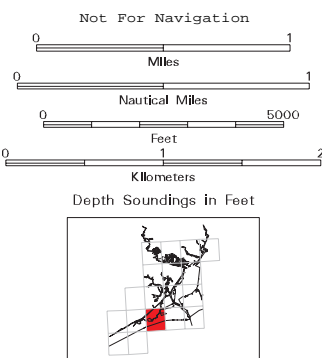 Not For Navigation
0 1
Miles
0 1
Nautical Miles
0 5000
Feet
0 1 2
Kilometers
Depth Soundings in Feet